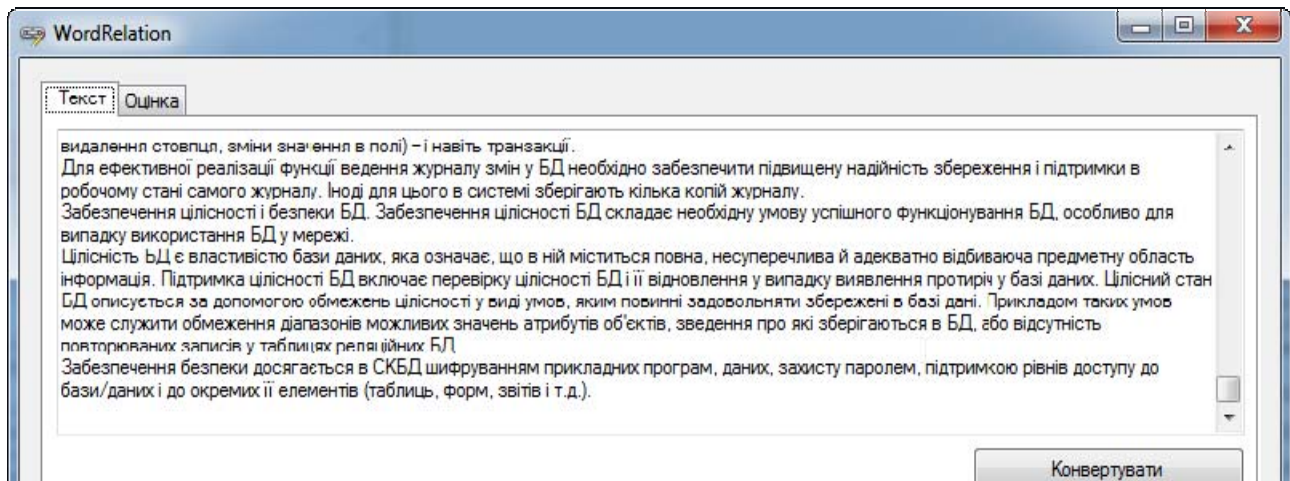 WordRelation
Текст Оцінка
видалення стовпця, зміни значення в полі) – і навіть транзакції.
Для ефективної реалізації функції ведення журналу змін у БД необхідно забезпечити підвищену надійність збереження і підтримки в
робочому стані самого журналу. Іноді для цього в системі зберігають кілька копій журналу.
Забезпечення цілісності і безпеки БД. Забезпечення цілісності БД складає необхідну умову успішного функціонування БД, особливо для
випадку використання БД у мережі.
Цілісність БД є властивістю бази даних, яка означає, що в ній міститься повна, несуперечлива й адекватно відбиваюча предметну область
інформація. Підтримка цілісності БД включає перевірку цілісності БД і її відновлення у випадку виявлення протиріч у базі даних. Цілісний стан
БД описується за допомогою обмежень цілісності у виді умов, яким повинні задовольняти збережені в базі дані. Прикладом таких умов
може служити обмеження діапазонів можливих значень атрибутів об'єктів, зведення про які зберігаються в БД, або відсутність
повторюваних записів у таблицях реляційних БД
Забезпечення безпеки досягається в СКБД шифруванням прикладних програм, даних, захисту паролем, підтримкою рівнів доступу до
бази/даних і до окремих її елементів (таблиць, форм, звітів і т.д.).
Конвертувати